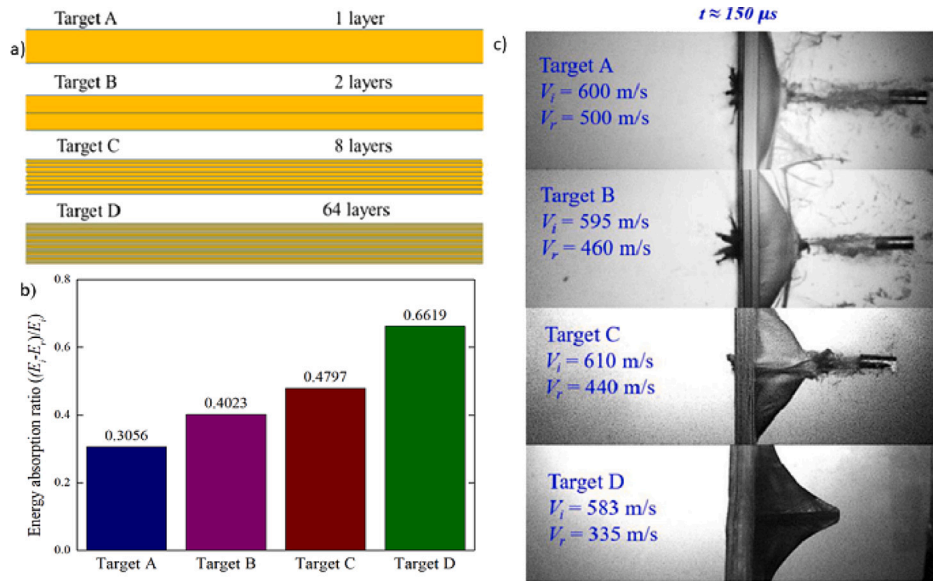 a)
Target A 1 layer
Target B 2 layers
Target C 8 layers
Target D 64 layers
b)
Energy absorption ratio ((Eᵢ-Eᵣ)/Eᵢ)
0.8
0.6
0.4
0.2
0.0
0.3056
0.4023
0.4797
0.6619
Target A Target B Target C Target D
c)
t ≈ 150 μs
Target A
Vᵢ = 600 m/s
Vᵣ = 500 m/s
Target B
Vᵢ = 595 m/s
Vᵣ = 460 m/s
Target C
Vᵢ = 610 m/s
Vᵣ = 440 m/s
Target D
Vᵢ = 583 m/s
Vᵣ = 335 m/s